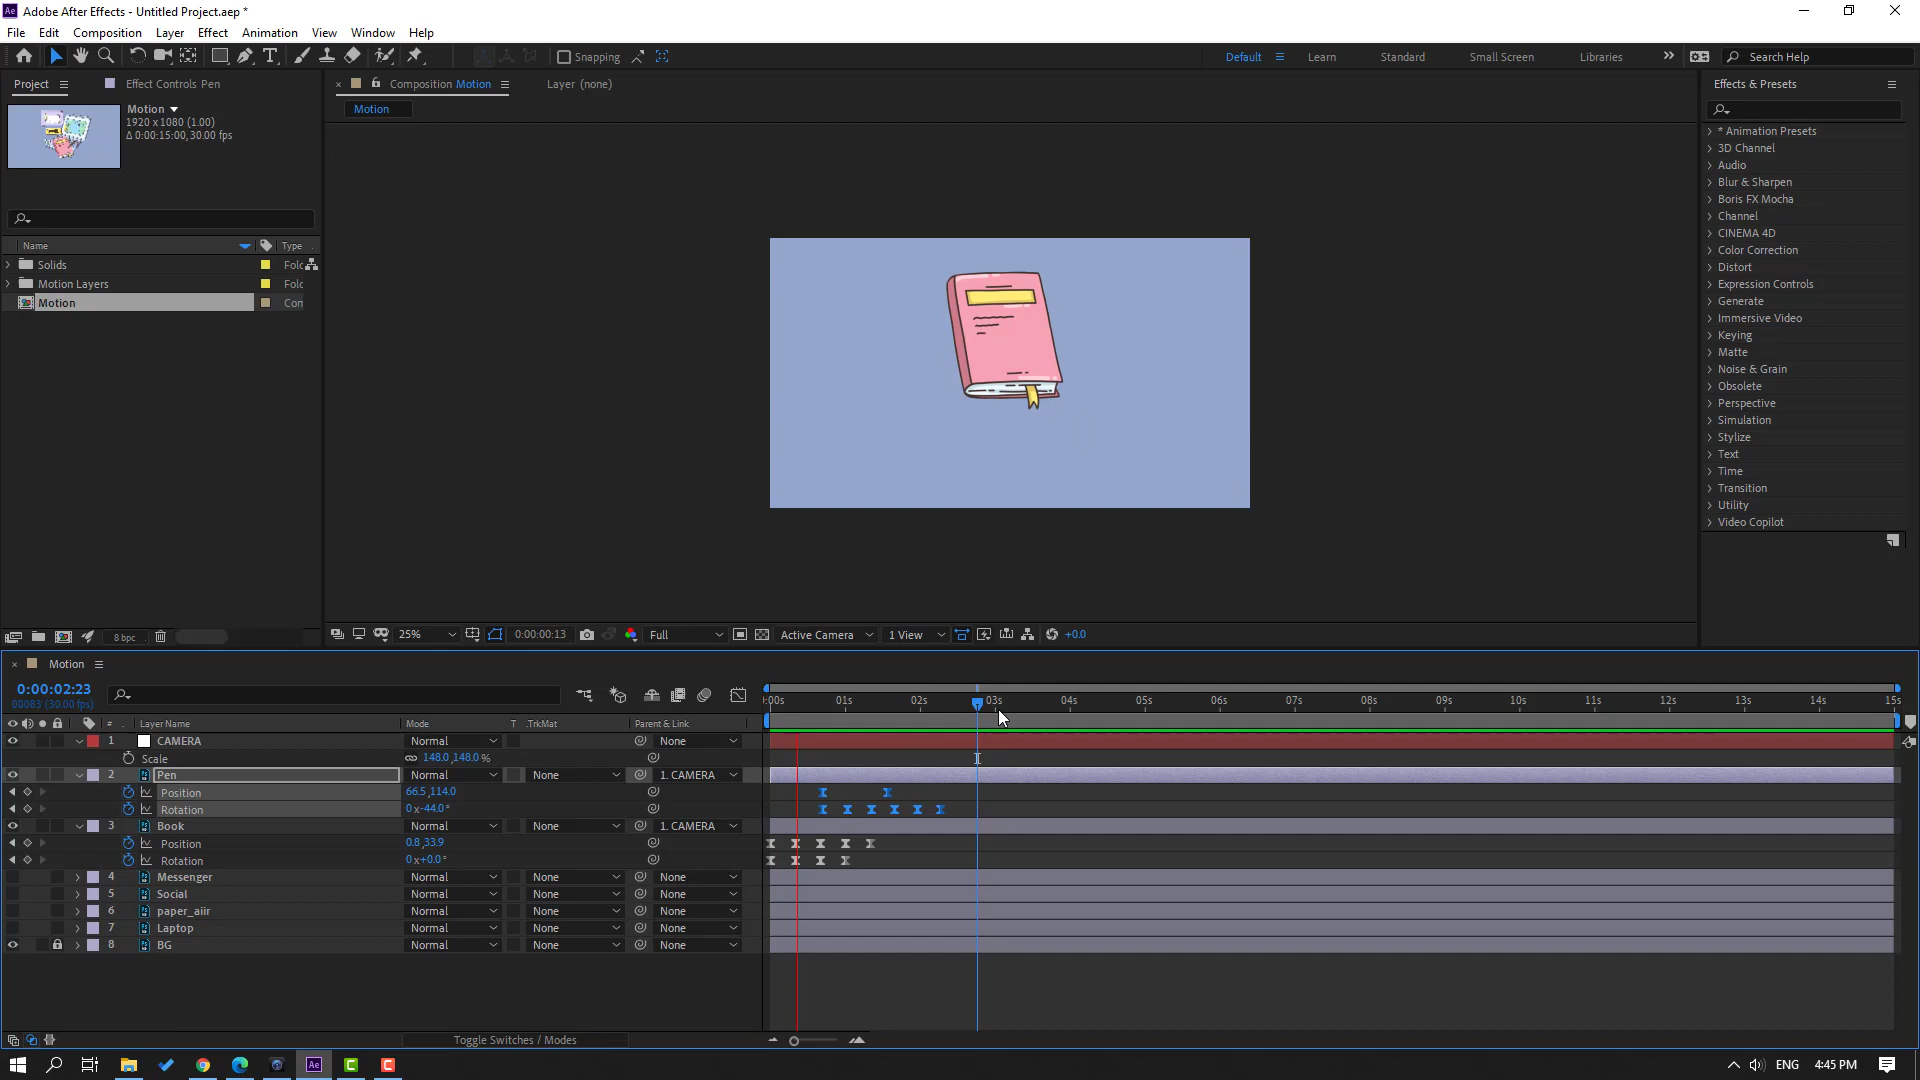 Ae Adobe After Effects - Untitled Project.aep *
File Edit Composition Layer Effect Animation View Window Help
Snapping Default Learn Standard Small Screen Libraries Search Help
Project Effect Controls Pen Composition Motion Layer (none) Effects & Presets
Motion
1920 x 1080 (1.00)
Δ 0:00:15:00, 30.00 fps
Motion
Name Type
Solids Folc
Motion Layers Folc
Motion Con
* Animation Presets
3D Channel
Audio
Blur & Sharpen
Boris FX Mocha
Channel
CINEMA 4D
Color Correction
Distort
Expression Controls
Generate
Immersive Video
Keying
Matte
Noise & Grain
Obsolete
Perspective
Simulation
Stylize
Text
Time
Transition
Utility
Video Copilot
8 bpc 25% 0:00:00:13 Full Active Camera 1 View +0.0
Motion
0:00:02:23
00083 (30.00 fps)
:00s 01s 02s 03s 04s 05s 06s 07s 08s 09s 10s 11s 12s 13s 14s 15s
# Layer Name Mode T .TrkMat Parent & Link
1 CAMERA Normal None
Scale 148.0,148.0%
2 Pen Normal None 1. CAMERA
Position 66.5,114.0
Rotation 0x-44.0°
3 Book Normal None 1. CAMERA
Position 0.8,33.9
Rotation 0x+0.0°
4 Messenger Normal None None
5 Social Normal None None
6 paper_aiir Normal None None
7 Laptop Normal None None
8 BG Normal None None
Toggle Switches / Modes
Ae ENG 4:45 PM